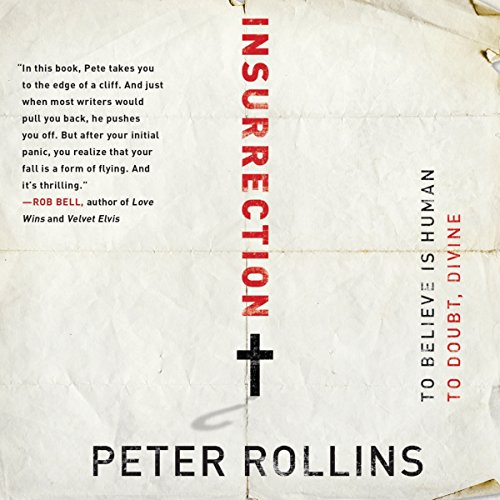 “In this book, Pete takes you
to the edge of a cliff. And just
when most writers would
pull you back, he pushes
you off. But after your initial
panic, you realize that your
fall is a form of flying. And
it’s thrilling.”
—ROB BELL, author of Love
Wins and Velvet Elvis
INSURRECTION
TO BELIEVE IS HUMAN
TO DOUBT, DIVINE
PETER ROLLINS